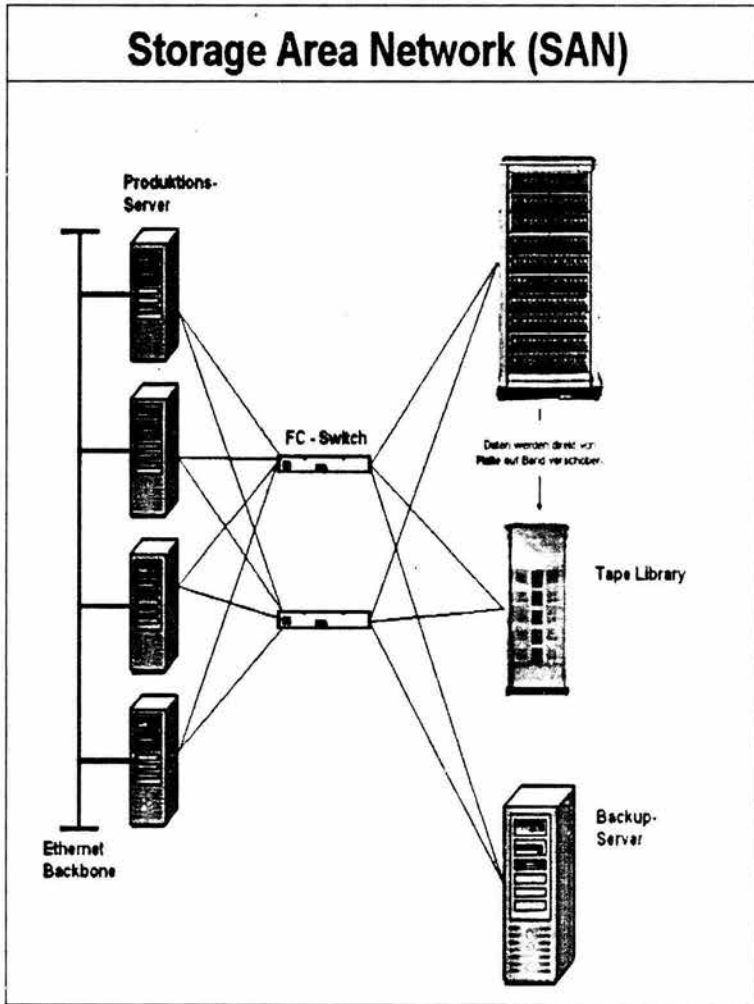 Storage Area Network (SAN)
Produktions-
Server
FC - Switch
Daten werden direkt von
Platte auf Band verschoben.
Tape Library
Backup-
Server
Ethernet
Backbone